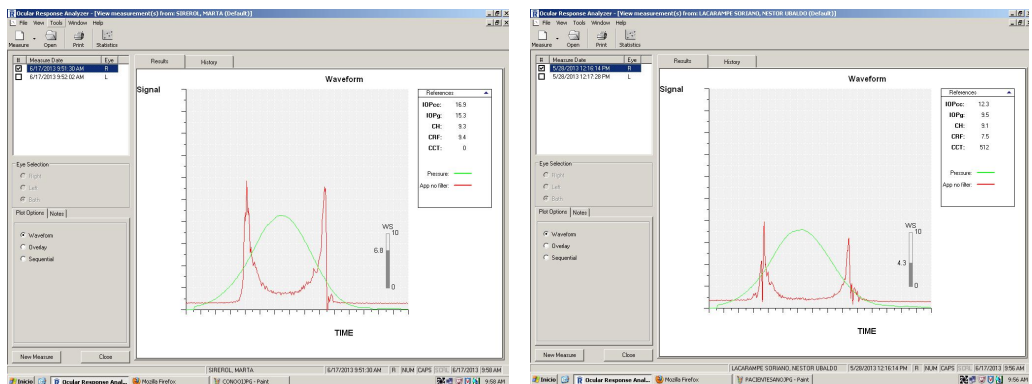 Ocular Response Analyzer - [View measurement(s) from: SIREROL, MARTA (Default)]
File View Tools Window Help
Measure Open Print Statistics
R Measure Date Eye
6/17/2013 9:51:30 AM R
6/17/2013 9:52:02 AM L
Eye Selection
Right
Left
Both
Plot Options Notes
Waveform
Overlay
Sequential
New Measure Close
Results History
Waveform
Signal
References
IOPcc: 16.9
IOPg: 15.3
CH: 9.3
CRF: 9.4
CCT: 0
Pressure:
App no filler:
WS
10
6.8
0
TIME
SIREROL, MARTA 6/17/2013 9:51:30 AM R NUM CAPS SCRL 6/17/2013 9:58 AM
Inicio Ocular Response Anal... Mozilla Firefox CONOO1JPG - Paint 9:58 AM
Ocular Response Analyzer - [View measurement(s) from: LACARAMPE SORIANO, NESTOR UBALDO (Default)]
File View Tools Window Help
Measure Open Print Statistics
R Measure Date Eye
5/28/2013 12:16:14 PM R
5/28/2013 12:17:28 PM L
Eye Selection
Right
Left
Both
Plot Options Notes
Waveform
Overlay
Sequential
New Measure Close
Results History
Waveform
Signal
References
IOPcc: 12.3
IOPg: 9.5
CH: 9.1
CRF: 7.5
CCT: 512
Pressure:
App no filler:
WS
10
4.3
0
TIME
LACARAMPE SORIANO, NESTOR UBALDO 5/28/2013 12:16:14 PM R NUM CAPS SCRL 6/17/2013 9:56 AM
Inicio Ocular Response Anal... Mozilla Firefox PACIENTESANOJPG - Paint 9:56 AM